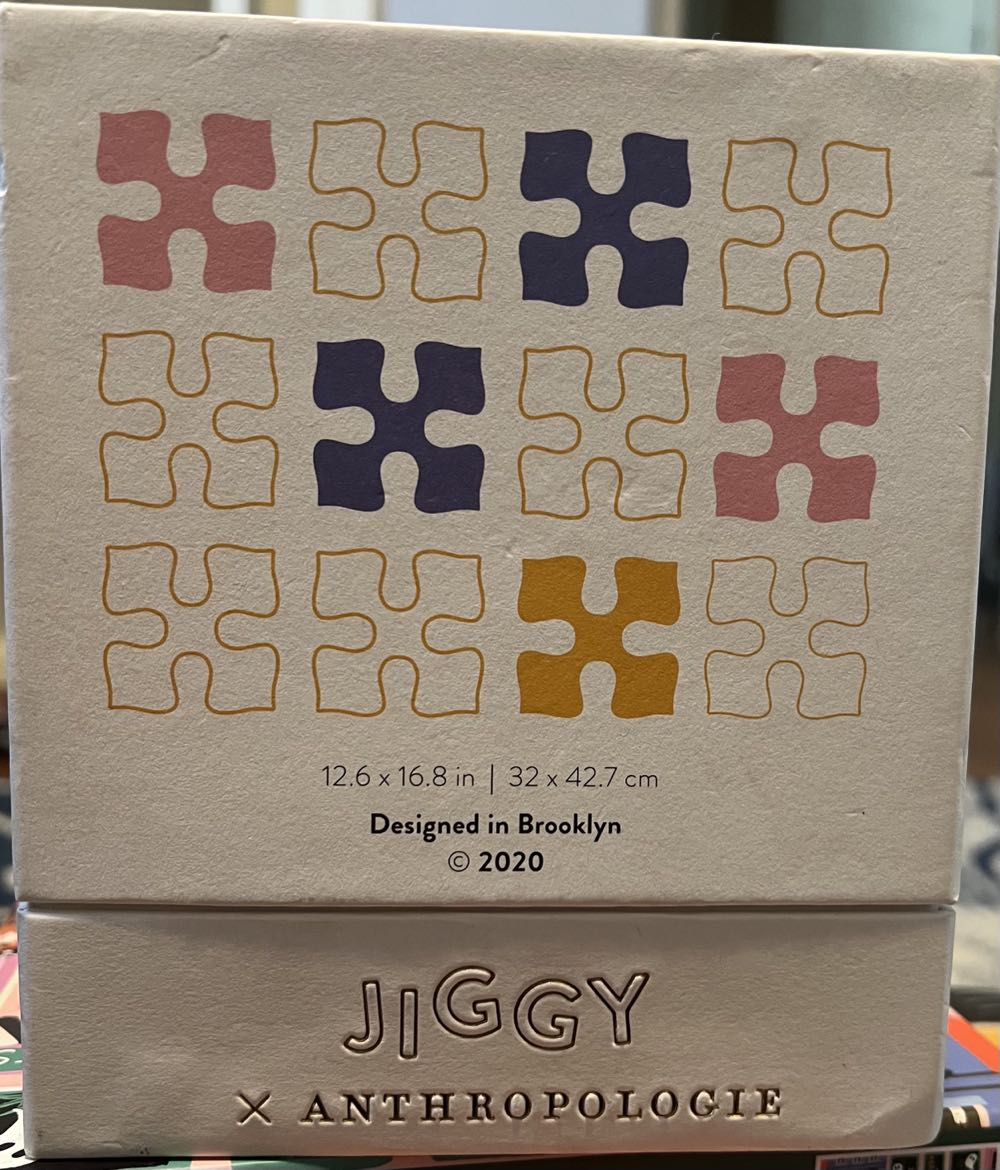 12.6 x 16.8 in | 32 x 42.7 cm
Designed in Brooklyn
© 2020
JIGGY
× ANTHROPOLOGIE